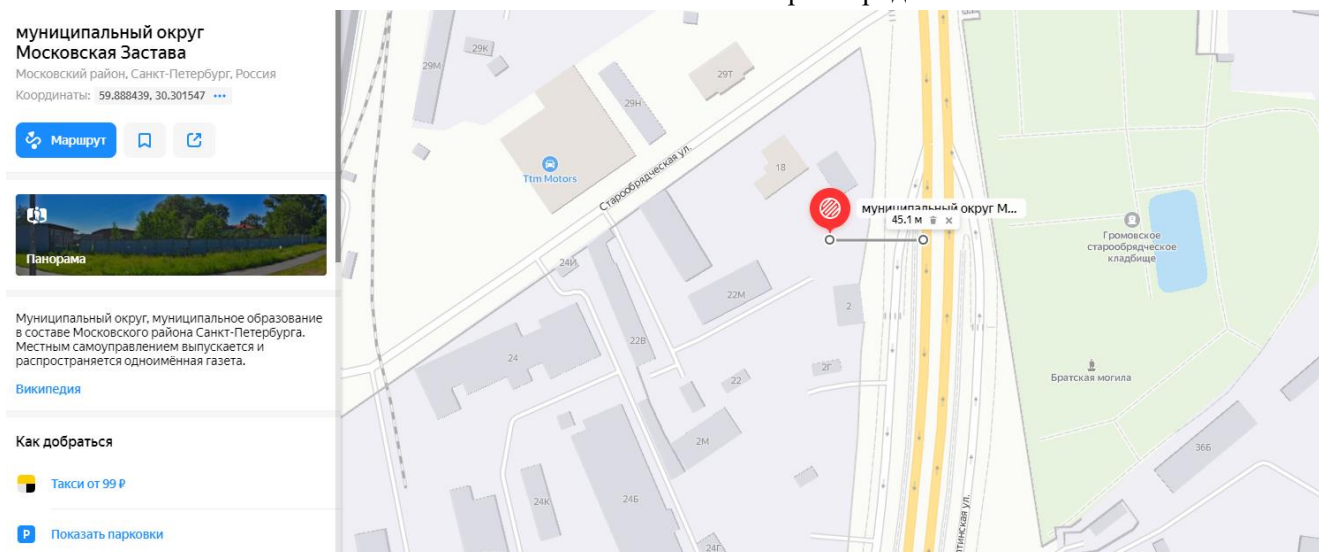 муниципальный округ
Московская Застава
Московский район, Санкт-Петербург, Россия
Координаты: 59.888439, 30.301547 •••
Маршрут
Панорама
Муниципальный округ, муниципальное образование
в составе Московского района Санкт-Петербурга.
Местным самоуправлением выпускается и
распространяется одноимённая газета.
Википедия
Как добраться
Такси от 99 ₽
P Показать парковки
29К
29М
29Т
29Н
Ttm Motors
Старообрядческая ул.
18
муниципальный округ М...
45.1 м
Громовское
старообрядческое
кладбище
24И
22М
2
22В
24
2Г
22
Братская могила
2М
36Б
24К
24Б
24Г